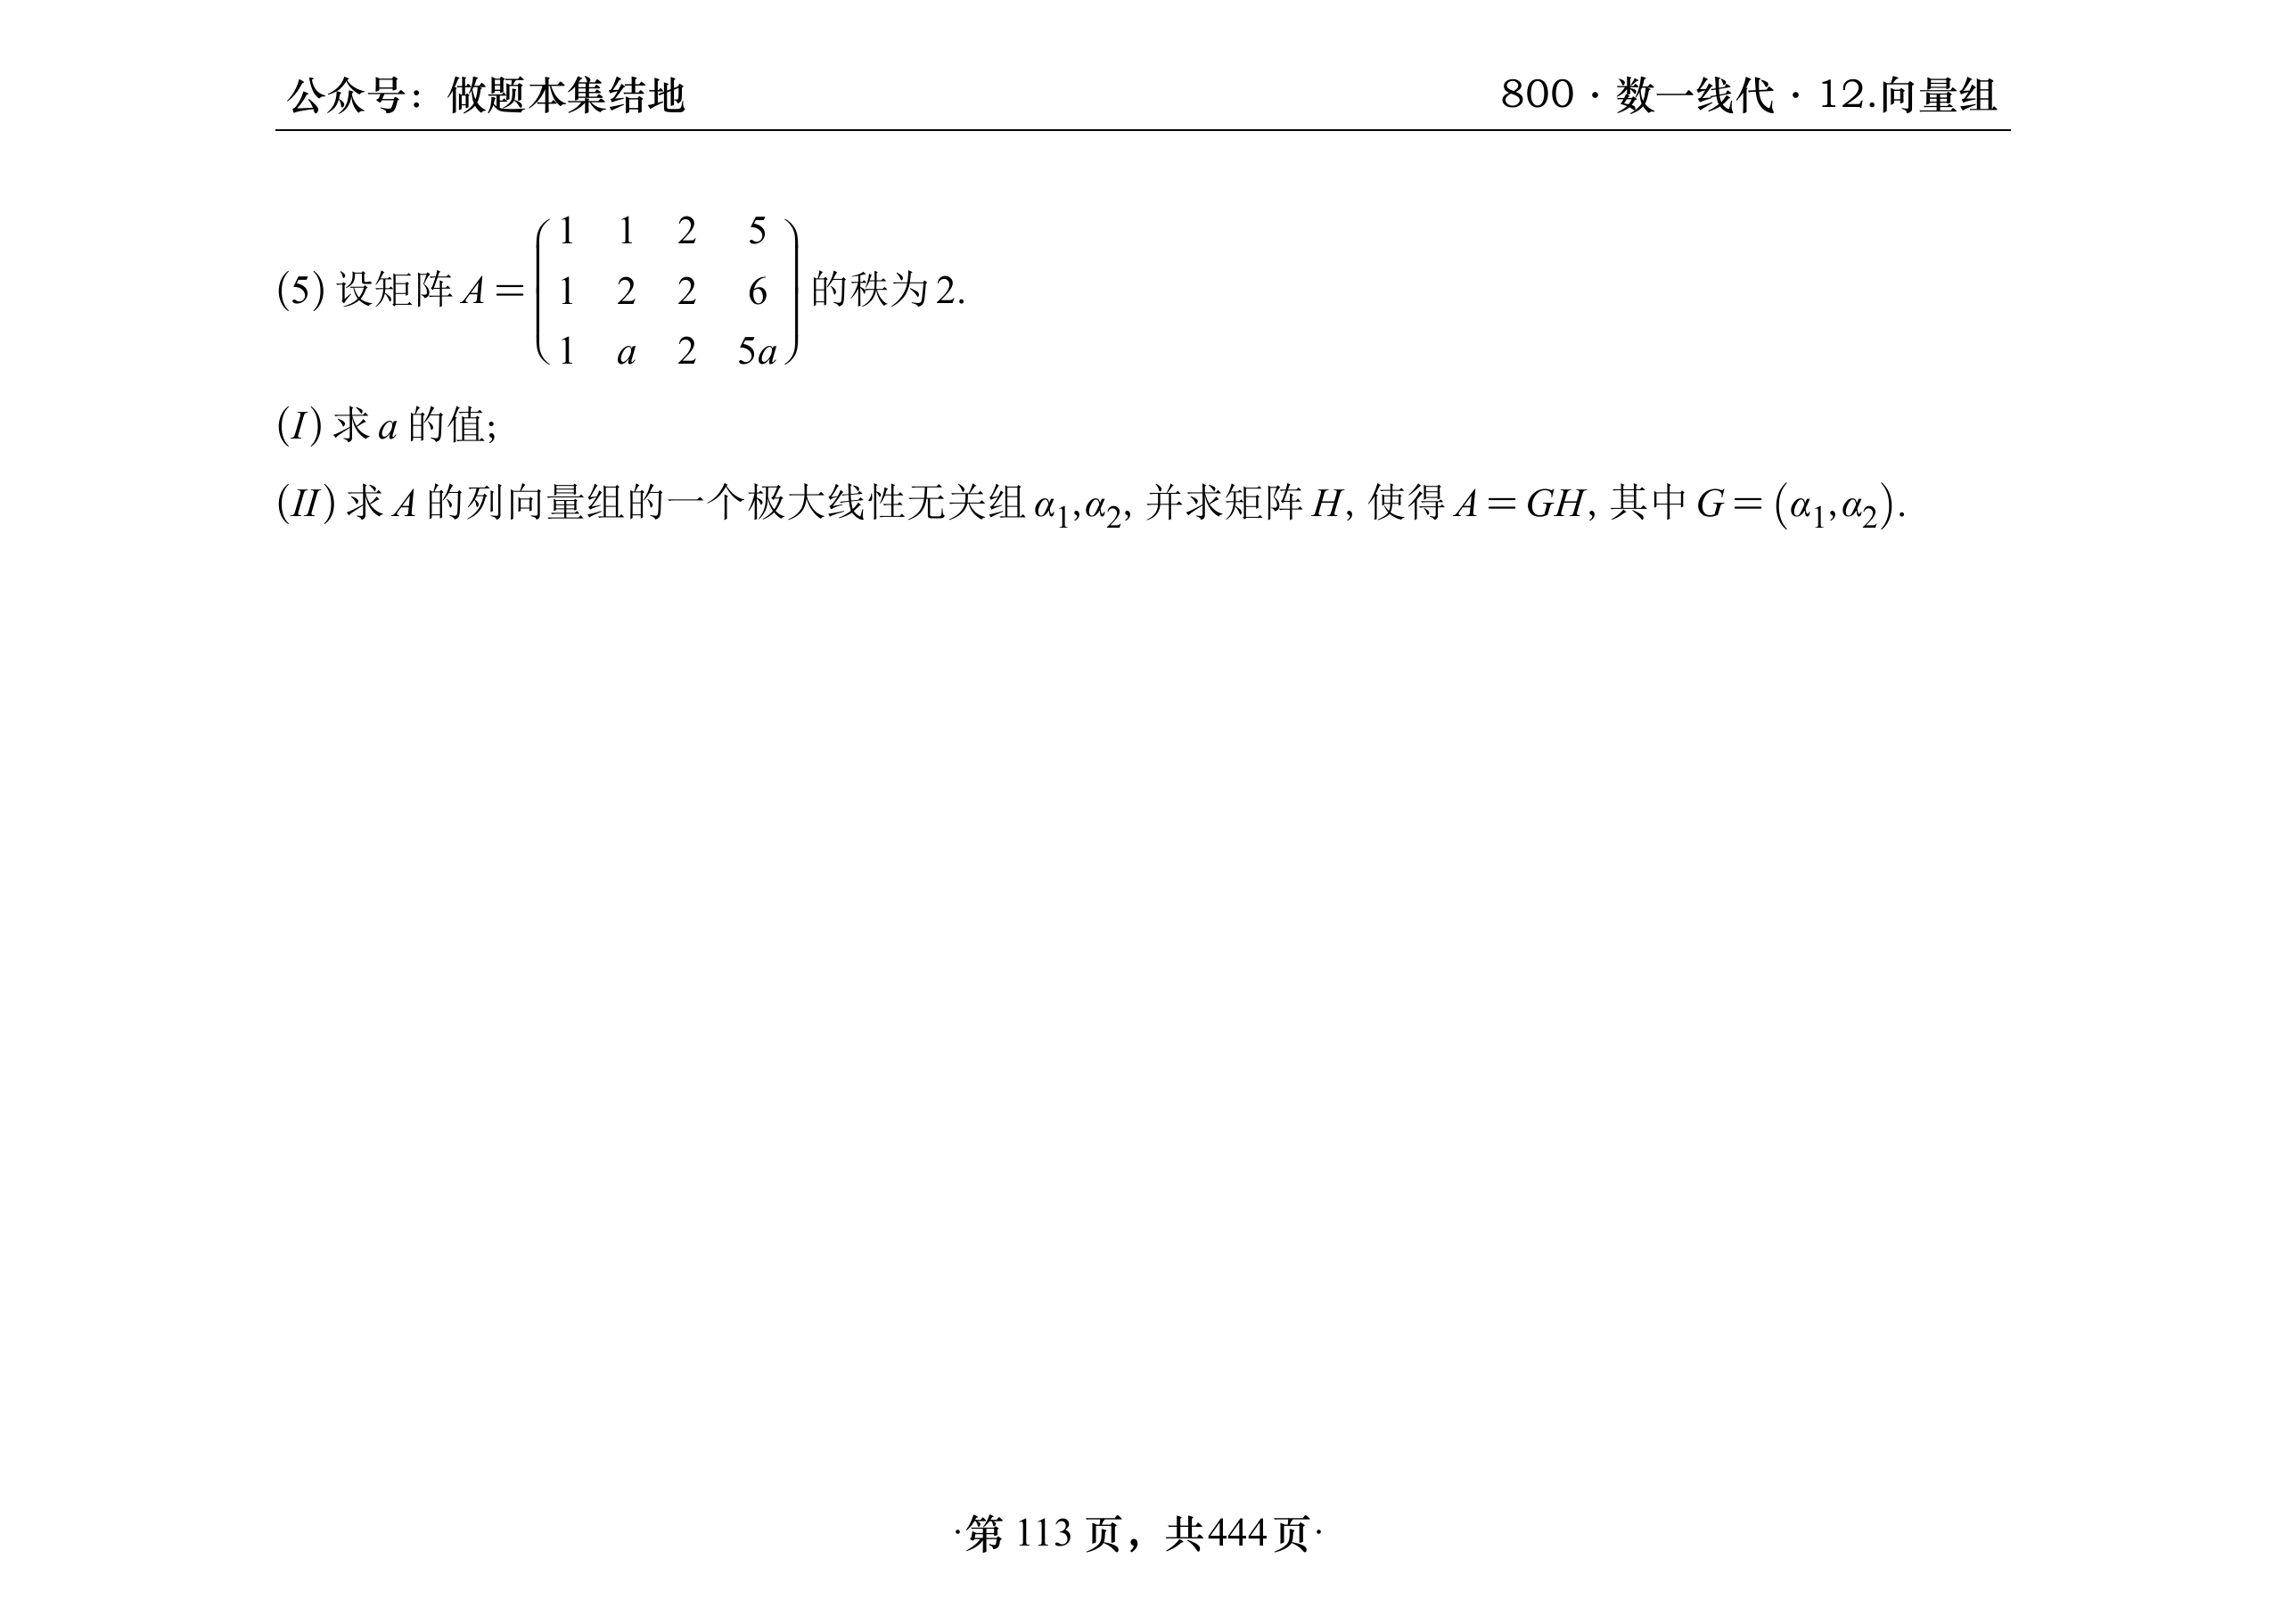 公众号：做题本集结地
800·数一线代·12.向量组
(5) 设矩阵 A = \begin{pmatrix} 1 & 1 & 2 & 5 \\ 1 & 2 & 2 & 6 \\ 1 & a & 2 & 5a \end{pmatrix} 的秩为 2.
(I) 求 a 的值;
(II) 求 A 的列向量组的一个极大线性无关组 α₁,α₂, 并求矩阵 H, 使得 A = GH, 其中 G = (α₁,α₂).
·第 113 页，共444页·